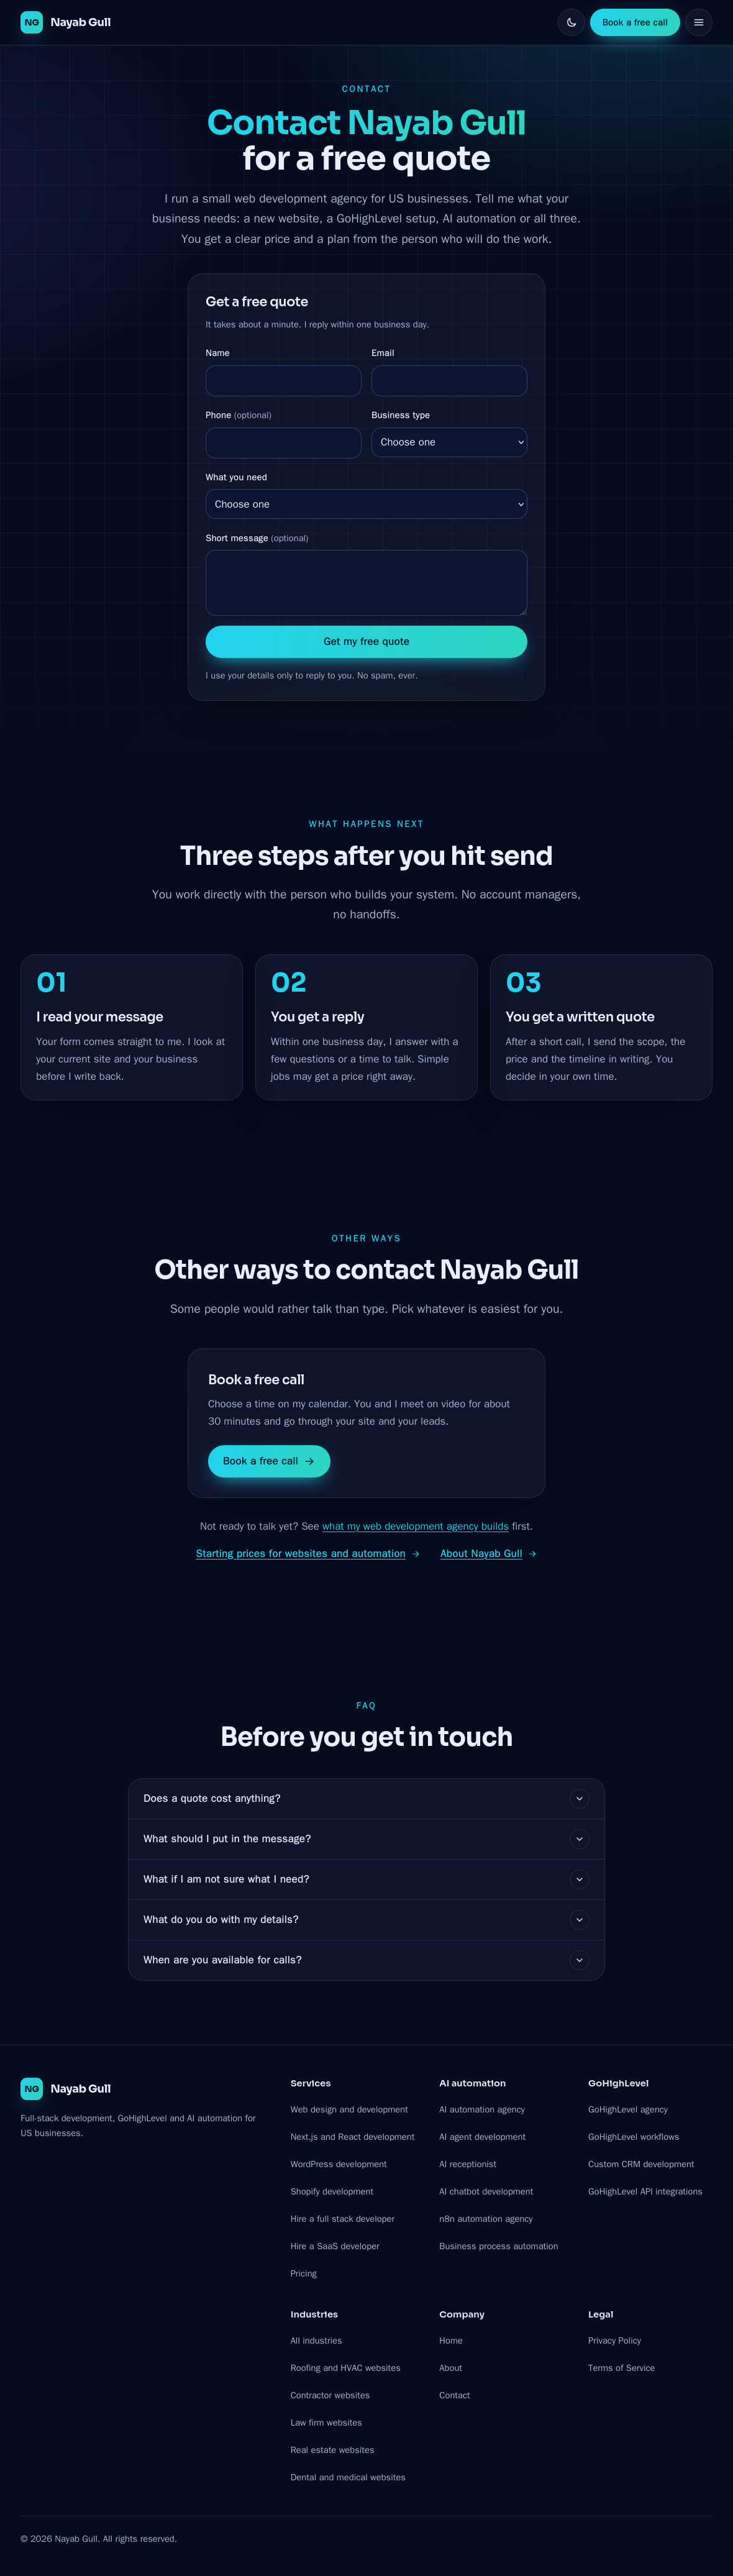 NG Nayab Gull
Book a free call
CONTACT
Contact Nayab Gull
for a free quote
I run a small web development agency for US businesses. Tell me what your
business needs: a new website, a GoHighLevel setup, AI automation or all three.
You get a clear price and a plan from the person who will do the work.
Get a free quote
It takes about a minute. I reply within one business day.
Name
Email
Phone (optional)
Business type
Choose one
What you need
Choose one
Short message (optional)
Get my free quote
I use your details only to reply to you. No spam, ever.
WHAT HAPPENS NEXT
Three steps after you hit send
You work directly with the person who builds your system. No account managers,
no handoffs.
01
I read your message
Your form comes straight to me. I look at
your current site and your business
before I write back.
02
You get a reply
Within one business day, I answer with a
few questions or a time to talk. Simple
jobs may get a price right away.
03
You get a written quote
After a short call, I send the scope, the
price and the timeline in writing. You
decide in your own time.
OTHER WAYS
Other ways to contact Nayab Gull
Some people would rather talk than type. Pick whatever is easiest for you.
Book a free call
Choose a time on my calendar. You and I meet on video for about
30 minutes and go through your site and your leads.
Book a free call →
Not ready to talk yet? See what my web development agency builds first.
Starting prices for websites and automation → About Nayab Gull →
FAQ
Before you get in touch
Does a quote cost anything?
What should I put in the message?
What if I am not sure what I need?
What do you do with my details?
When are you available for calls?
NG Nayab Gull
Full-stack development, GoHighLevel and AI automation for
US businesses.
Services
Web design and development
Next.js and React development
WordPress development
Shopify development
Hire a full stack developer
Hire a SaaS developer
Pricing
AI automation
AI automation agency
AI agent development
AI receptionist
AI chatbot development
n8n automation agency
Business process automation
GoHighLevel
GoHighLevel agency
GoHighLevel workflows
Custom CRM development
GoHighLevel API integrations
Industries
All industries
Roofing and HVAC websites
Contractor websites
Law firm websites
Real estate websites
Dental and medical websites
Company
Home
About
Contact
Legal
Privacy Policy
Terms of Service
© 2026 Nayab Gull. All rights reserved.